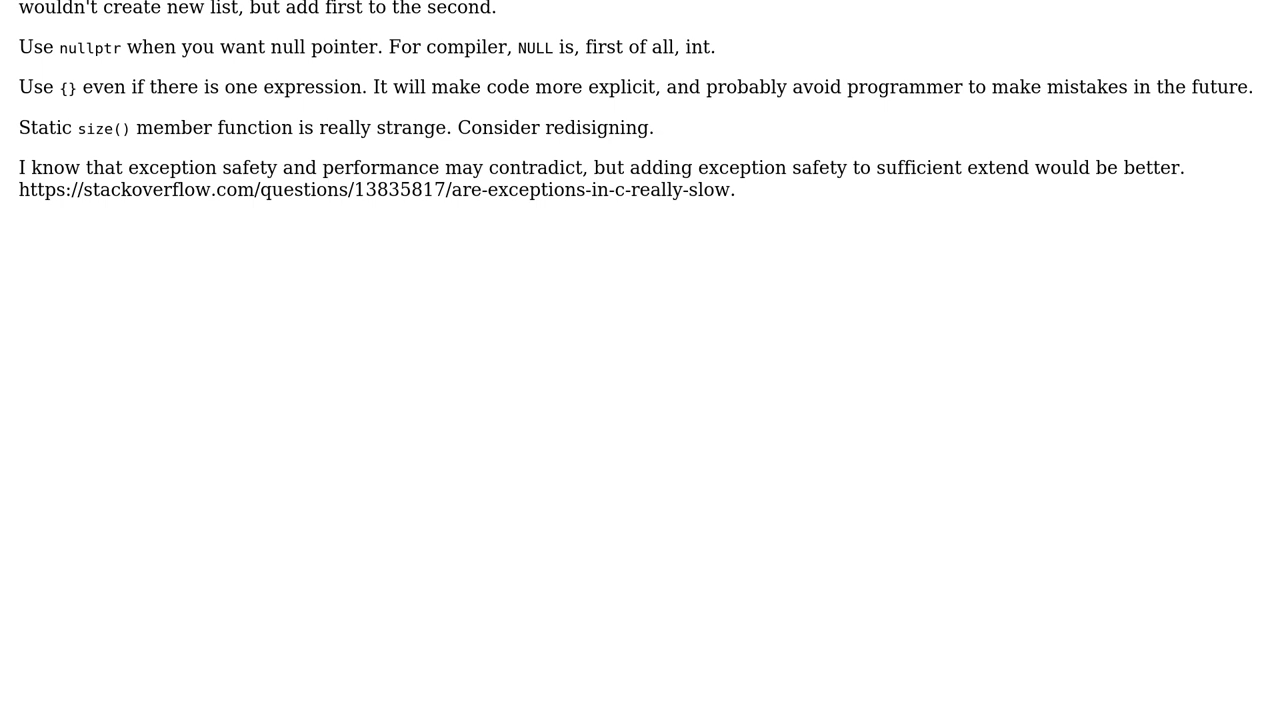 wouldn't create new list, but add first to the second.
Use nullptr when you want null pointer. For compiler, NULL is, first of all, int.
Use {} even if there is one expression. It will make code more explicit, and probably avoid programmer to make mistakes in the future.
Static size() member function is really strange. Consider redisigning.
I know that exception safety and performance may contradict, but adding exception safety to sufficient extend would be better.
https://stackoverflow.com/questions/13835817/are-exceptions-in-c-really-slow.